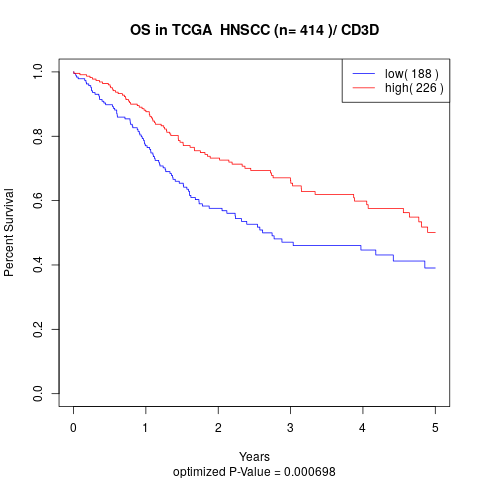 OS in TCGA  HNSCC (n= 414 )/ CD3D
low( 188 )
high( 226 )
Percent Survival
1.0
0.8
0.6
0.4
0.2
0.0
0 1 2 3 4 5
Years
optimized P-Value = 0.000698